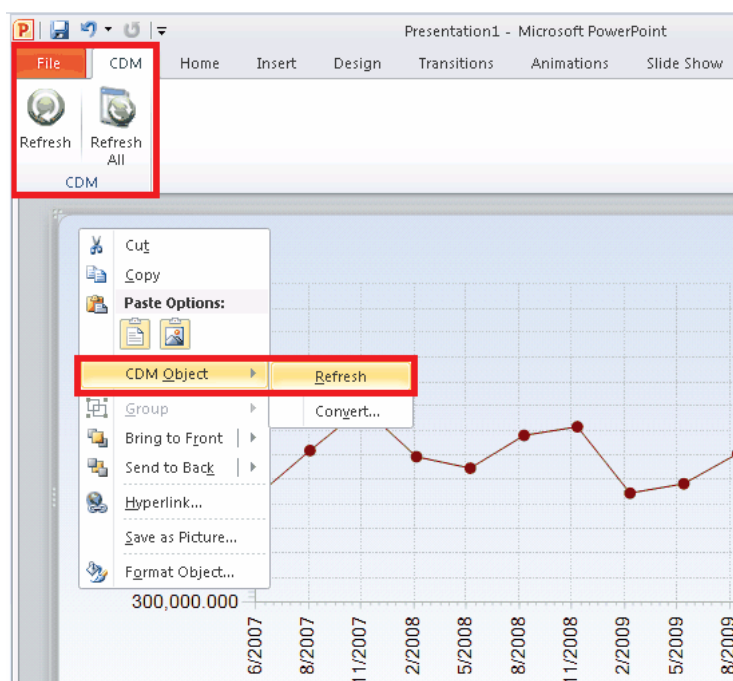 Presentation1 - Microsoft PowerPoint
File CDM Home Insert Design Transitions Animations Slide Show
Refresh Refresh
All
CDM
Cut
Copy
Paste Options:
CDM Object Refresh
Group Convert...
Bring to Front
Send to Back
Hyperlink...
Save as Picture...
Format Object...
300,000.000
6/2007 8/2007 11/2007 2/2008 5/2008 8/2008 11/2008 2/2009 5/2009 8/2009